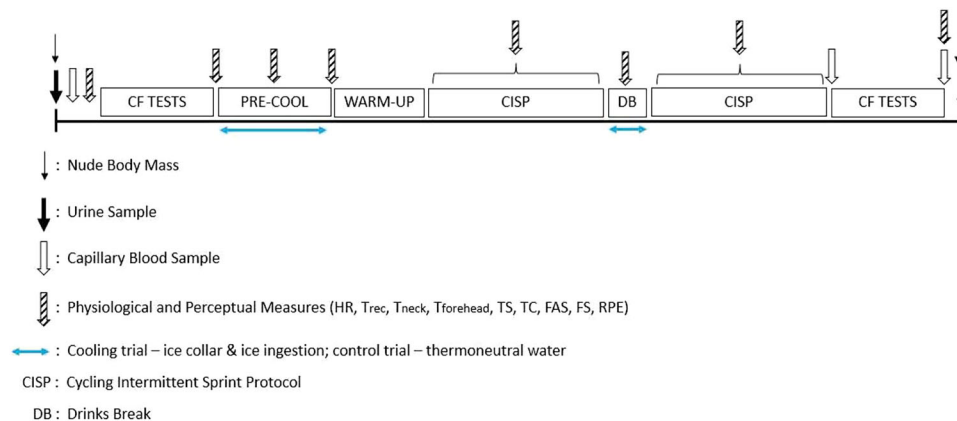 CF TESTS PRE-COOL WARM-UP CISP DB CISP CF TESTS
: Nude Body Mass
: Urine Sample
: Capillary Blood Sample
: Physiological and Perceptual Measures (HR, Trec, Tneck, Tforehead, TS, TC, FAS, FS, RPE)
: Cooling trial – ice collar & ice ingestion; control trial – thermoneutral water
CISP : Cycling Intermittent Sprint Protocol
DB : Drinks Break